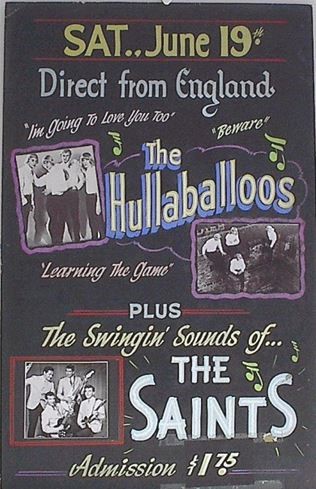 SAT.., June 19th.
Direct from England
"I'm Going To Love You Too"
"Beware"
The
Hullaballoos
"Learning The Game"
PLUS
The Swingin' Sounds of...
THE
SAINTS
Admission $1.75